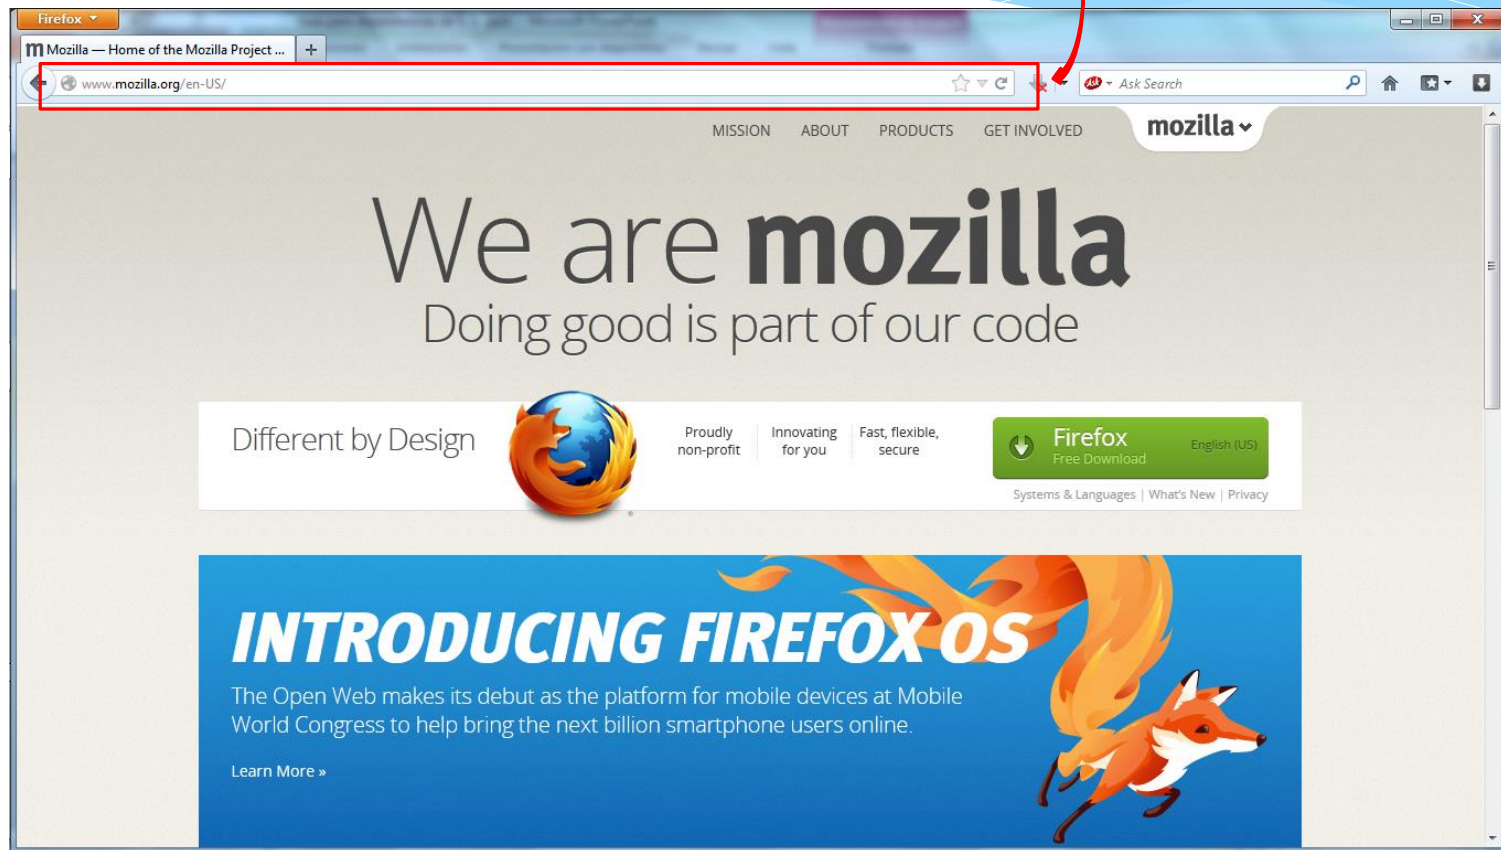 Firefox
Mozilla — Home of the Mozilla Project ...
www.mozilla.org/en-US/
Ask Search
MISSION ABOUT PRODUCTS GET INVOLVED mozilla
We are mozilla
Doing good is part of our code
Different by Design
Proudly
non-profit
Innovating
for you
Fast, flexible,
secure
Firefox
Free Download
English (US)
Systems & Languages | What's New | Privacy
INTRODUCING FIREFOX OS
The Open Web makes its debut as the platform for mobile devices at Mobile
World Congress to help bring the next billion smartphone users online.
Learn More »